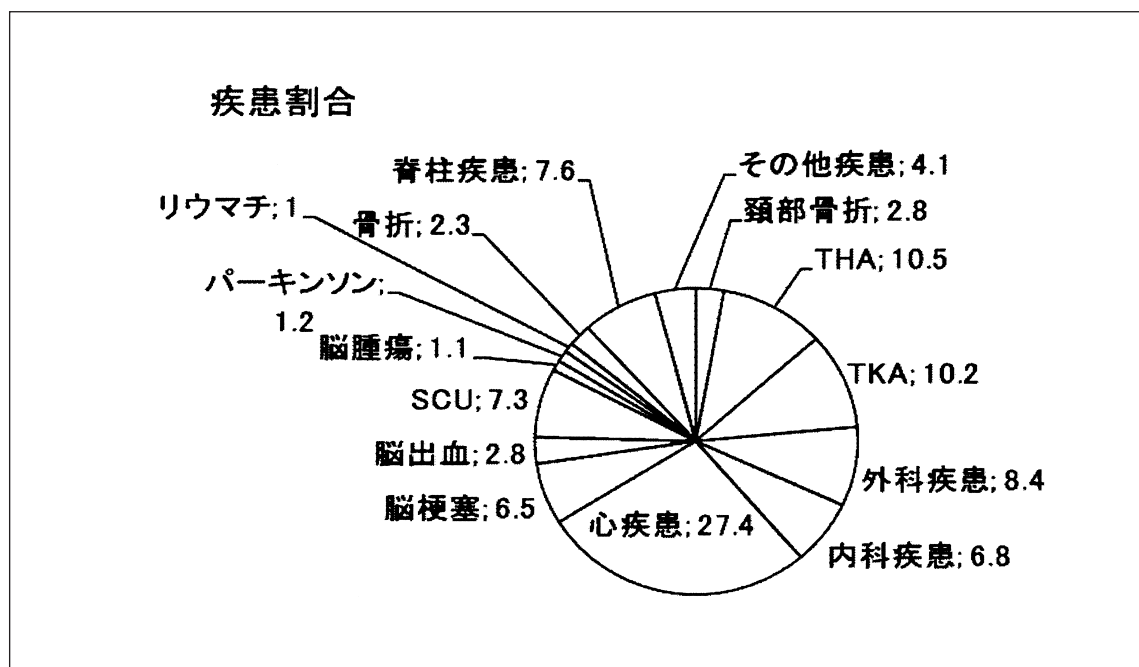 疾患割合
脊柱疾患; 7.6
その他疾患; 4.1
リウマチ; 1
骨折; 2.3
頚部骨折; 2.8
THA; 10.5
パーキンソン;
1.2
脳腫瘍; 1.1
TKA; 10.2
SCU; 7.3
脳出血; 2.8
外科疾患; 8.4
脳梗塞; 6.5
心疾患; 27.4
内科疾患; 6.8